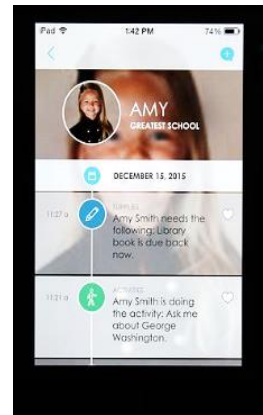 iPad 1:42 PM 74%
AMY
GREATEST SCHOOL
DECEMBER 15, 2015
11:27 a
SUPPLIES
Amy Smith needs the
following: Library
book is due back
now.
11:21 a
ACTIVITIES
Amy Smith is doing
the activity: Ask me
about George
Washington.